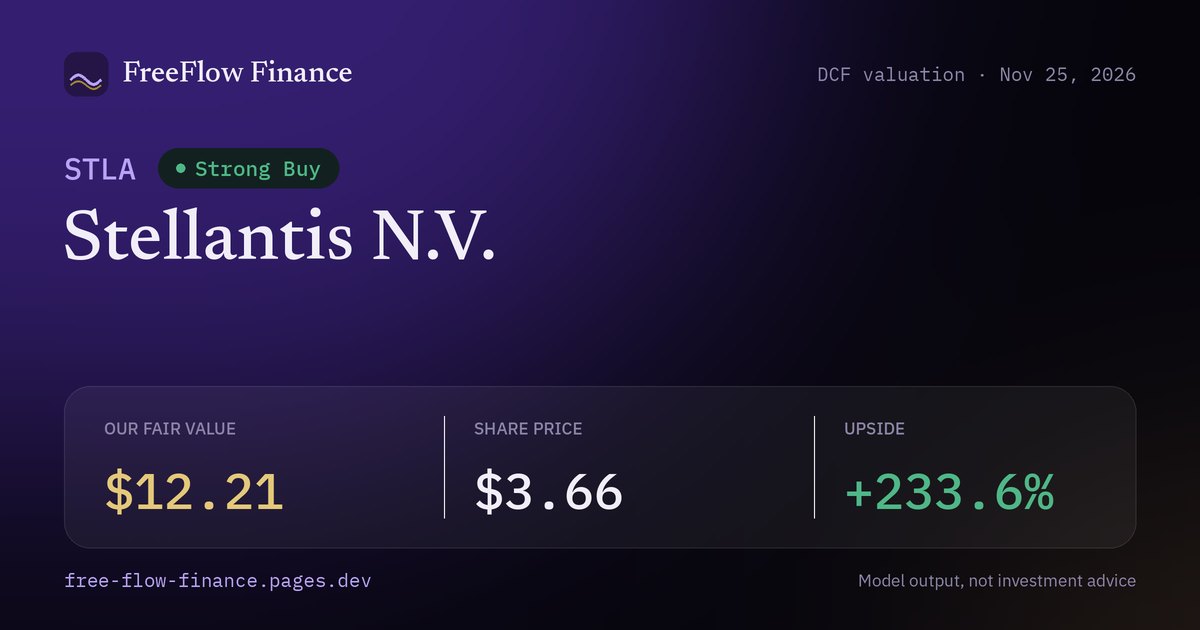 FreeFlow Finance
DCF valuation · Nov 25, 2026
STLA
Strong Buy
Stellantis N.V.
OUR FAIR VALUE
$12.21
SHARE PRICE
$3.66
UPSIDE
+233.6%
free-flow-finance.pages.dev
Model output, not investment advice